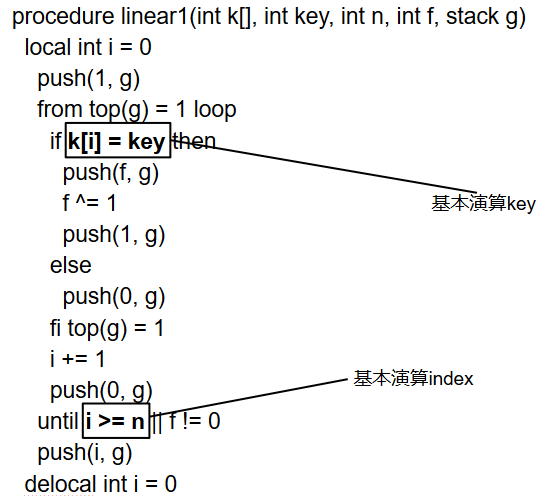 procedure linear1(int k[], int key, int n, int f, stack g)
local int i = 0
push(1, g)
from top(g) = 1 loop
if k[i] = key then
push(f, g)
基本演算key
f ^= 1
push(1, g)
else
push(0, g)
fi top(g) = 1
i += 1
基本演算index
push(0, g)
until i >= n || f != 0
push(i, g)
delocal int i = 0